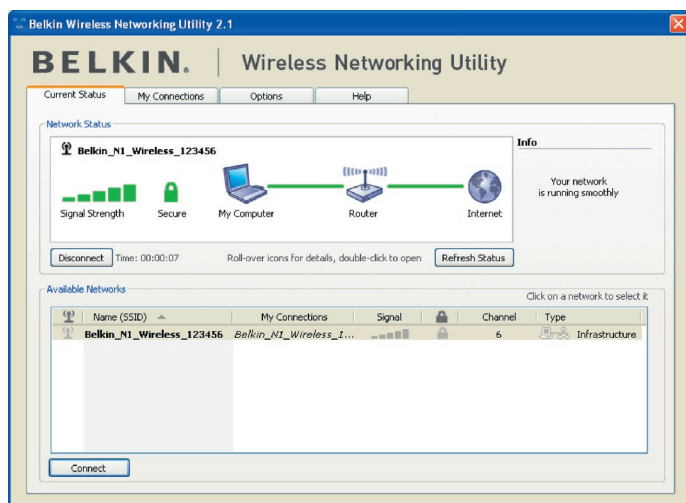 Belkin Wireless Networking Utility 2.1
BELKIN® | Wireless Networking Utility
Current Status My Connections Options Help
Network Status
Belkin_N1_Wireless_123456
Signal Strength Secure My Computer Router Internet
Info
Your network
is running smoothly
Disconnect Time: 00:00:07 Roll-over icons for details, double-click to open Refresh Status
Available Networks
Click on a network to select it
Name (SSID) My Connections Signal Channel Type
Belkin_N1_Wireless_123456 Belkin_N1_Wireless_1... 6 Infrastructure
Connect